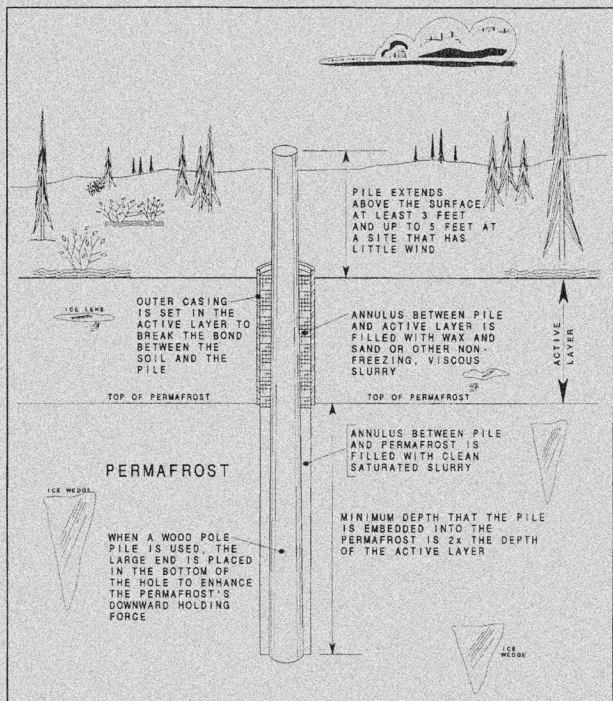 PILE EXTENDS
ABOVE THE SURFACE
AT LEAST 3 FEET
AND UP TO 5 FEET AT
A SITE THAT HAS
LITTLE WIND
OUTER CASING
IS SET IN THE
ACTIVE LAYER TO
BREAK THE BOND
BETWEEN THE
SOIL AND THE
PILE
ICE LENS
ANNULUS BETWEEN PILE
AND ACTIVE LAYER IS
FILLED WITH WAX AND
SAND OR OTHER NON-
FREEZING, VISCOUS
SLURRY
ACTIVE
LAYER
TOP OF PERMAFROST
TOP OF PERMAFROST
ANNULUS BETWEEN PILE
AND PERMAFROST IS
FILLED WITH CLEAN
SATURATED SLURRY
PERMAFROST
ICE WEDGE
MINIMUM DEPTH THAT THE PILE
IS EMBEDDED INTO THE
PERMAFROST IS 2x THE DEPTH
OF THE ACTIVE LAYER
WHEN A WOOD POLE
PILE IS USED, THE
LARGE END IS PLACED
IN THE BOTTOM OF
THE HOLE TO ENHANCE
THE PERMAFROST'S
DOWNWARD HOLDING
FORCE
ICE
WEDGE